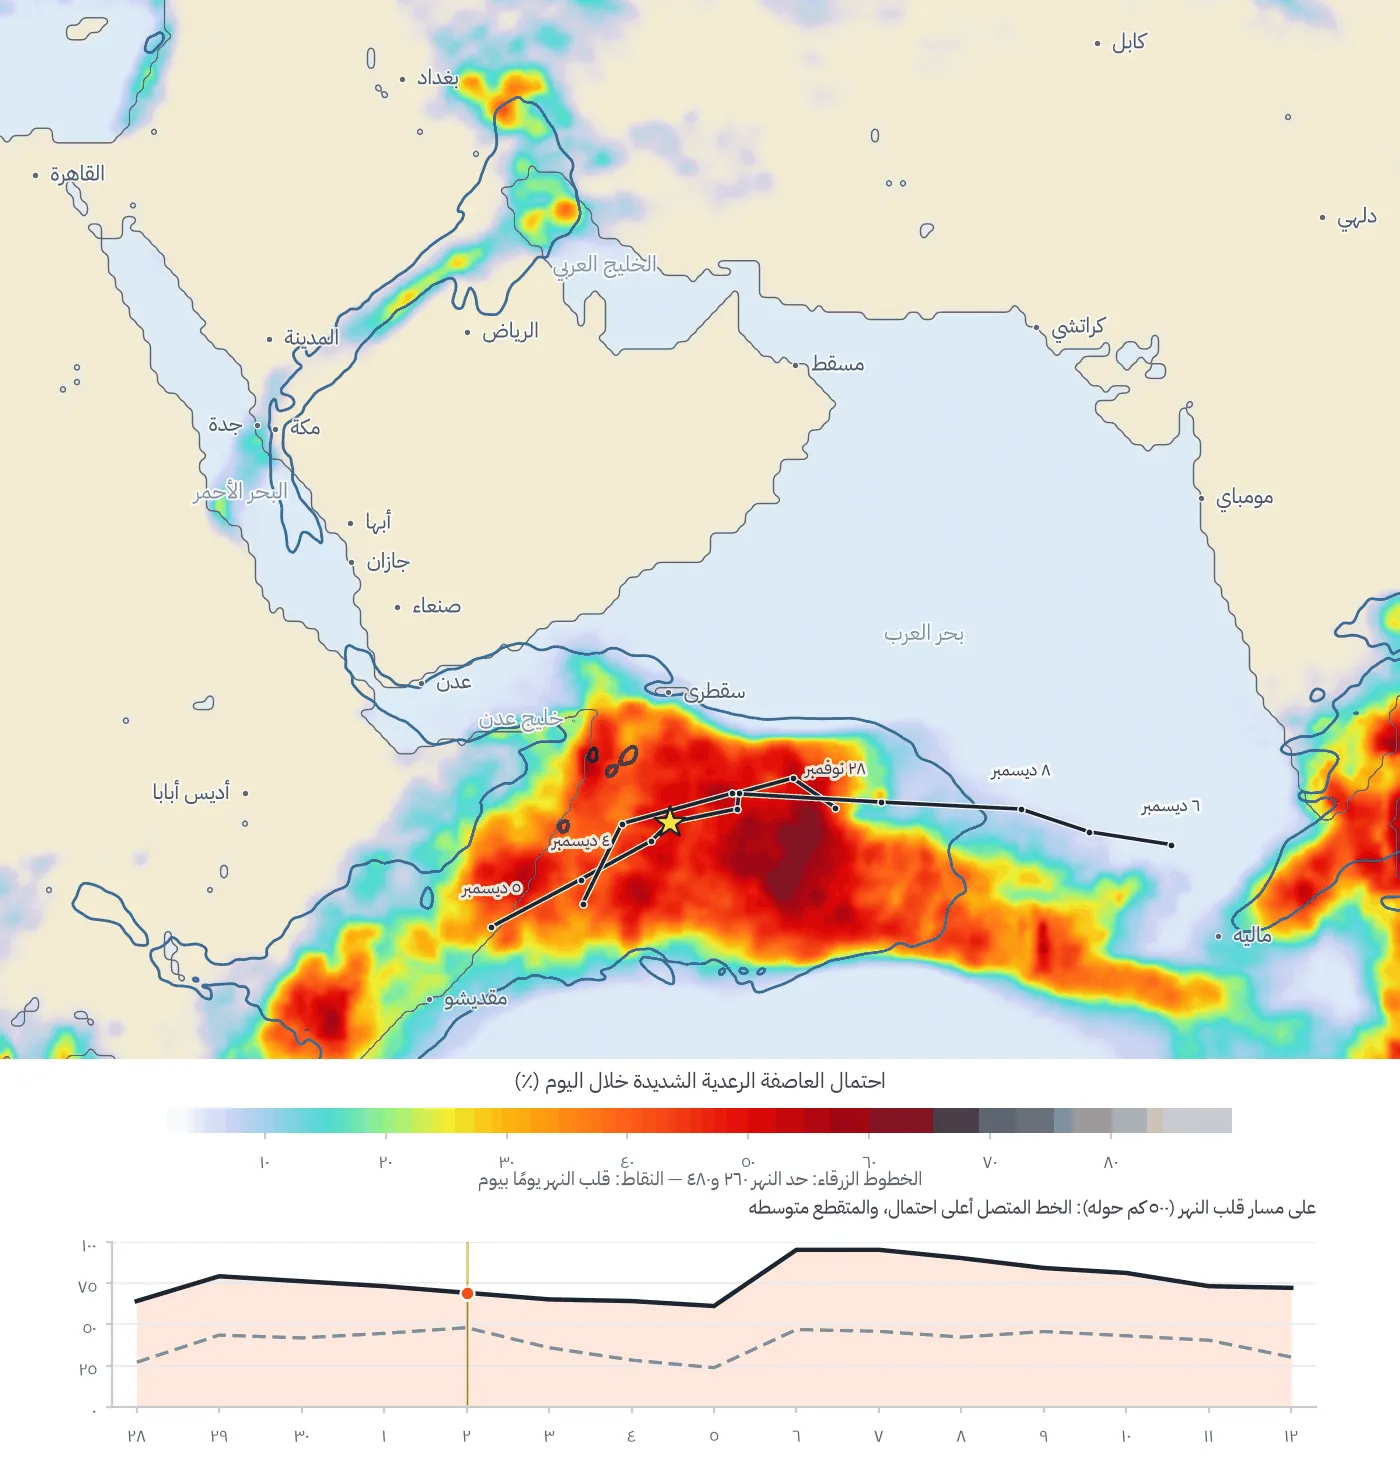 كابل
بغداد
القاهرة
دلهي
الخليج العربي
كراتشي
الرياض
المدينة
مسقط
جدة
مكة
البحر الأحمر
مومباي
أبها
جازان
صنعاء
بحر العرب
عدن
سقطرى
خليج عدن
٢٨ نوفمبر
٨ ديسمبر
أديس أبابا
٦ ديسمبر
٤ ديسمبر
٥ ديسمبر
ماليه
مقديشو
احتمال العاصفة الرعدية الشديدة خلال اليوم (٪)
١٠ ٢٠ ٣٠ ٤٠ ٥٠ ٦٠ ٧٠ ٨٠
الخطوط الزرقاء: حد النهر ٢٦٠ و٤٨٠ — النقاط: قلب النهر يومًا بيوم
على مسار قلب النهر (٥٠٠ كم حوله): الخط المتصل أعلى احتمال، والمتقطع متوسطه
١٠٠
٧٥
٥٠
٢٥
٠
٢٨ ٢٩ ٣٠ ١ ٢ ٣ ٤ ٥ ٦ ٧ ٨ ٩ ١٠ ١١ ١٢